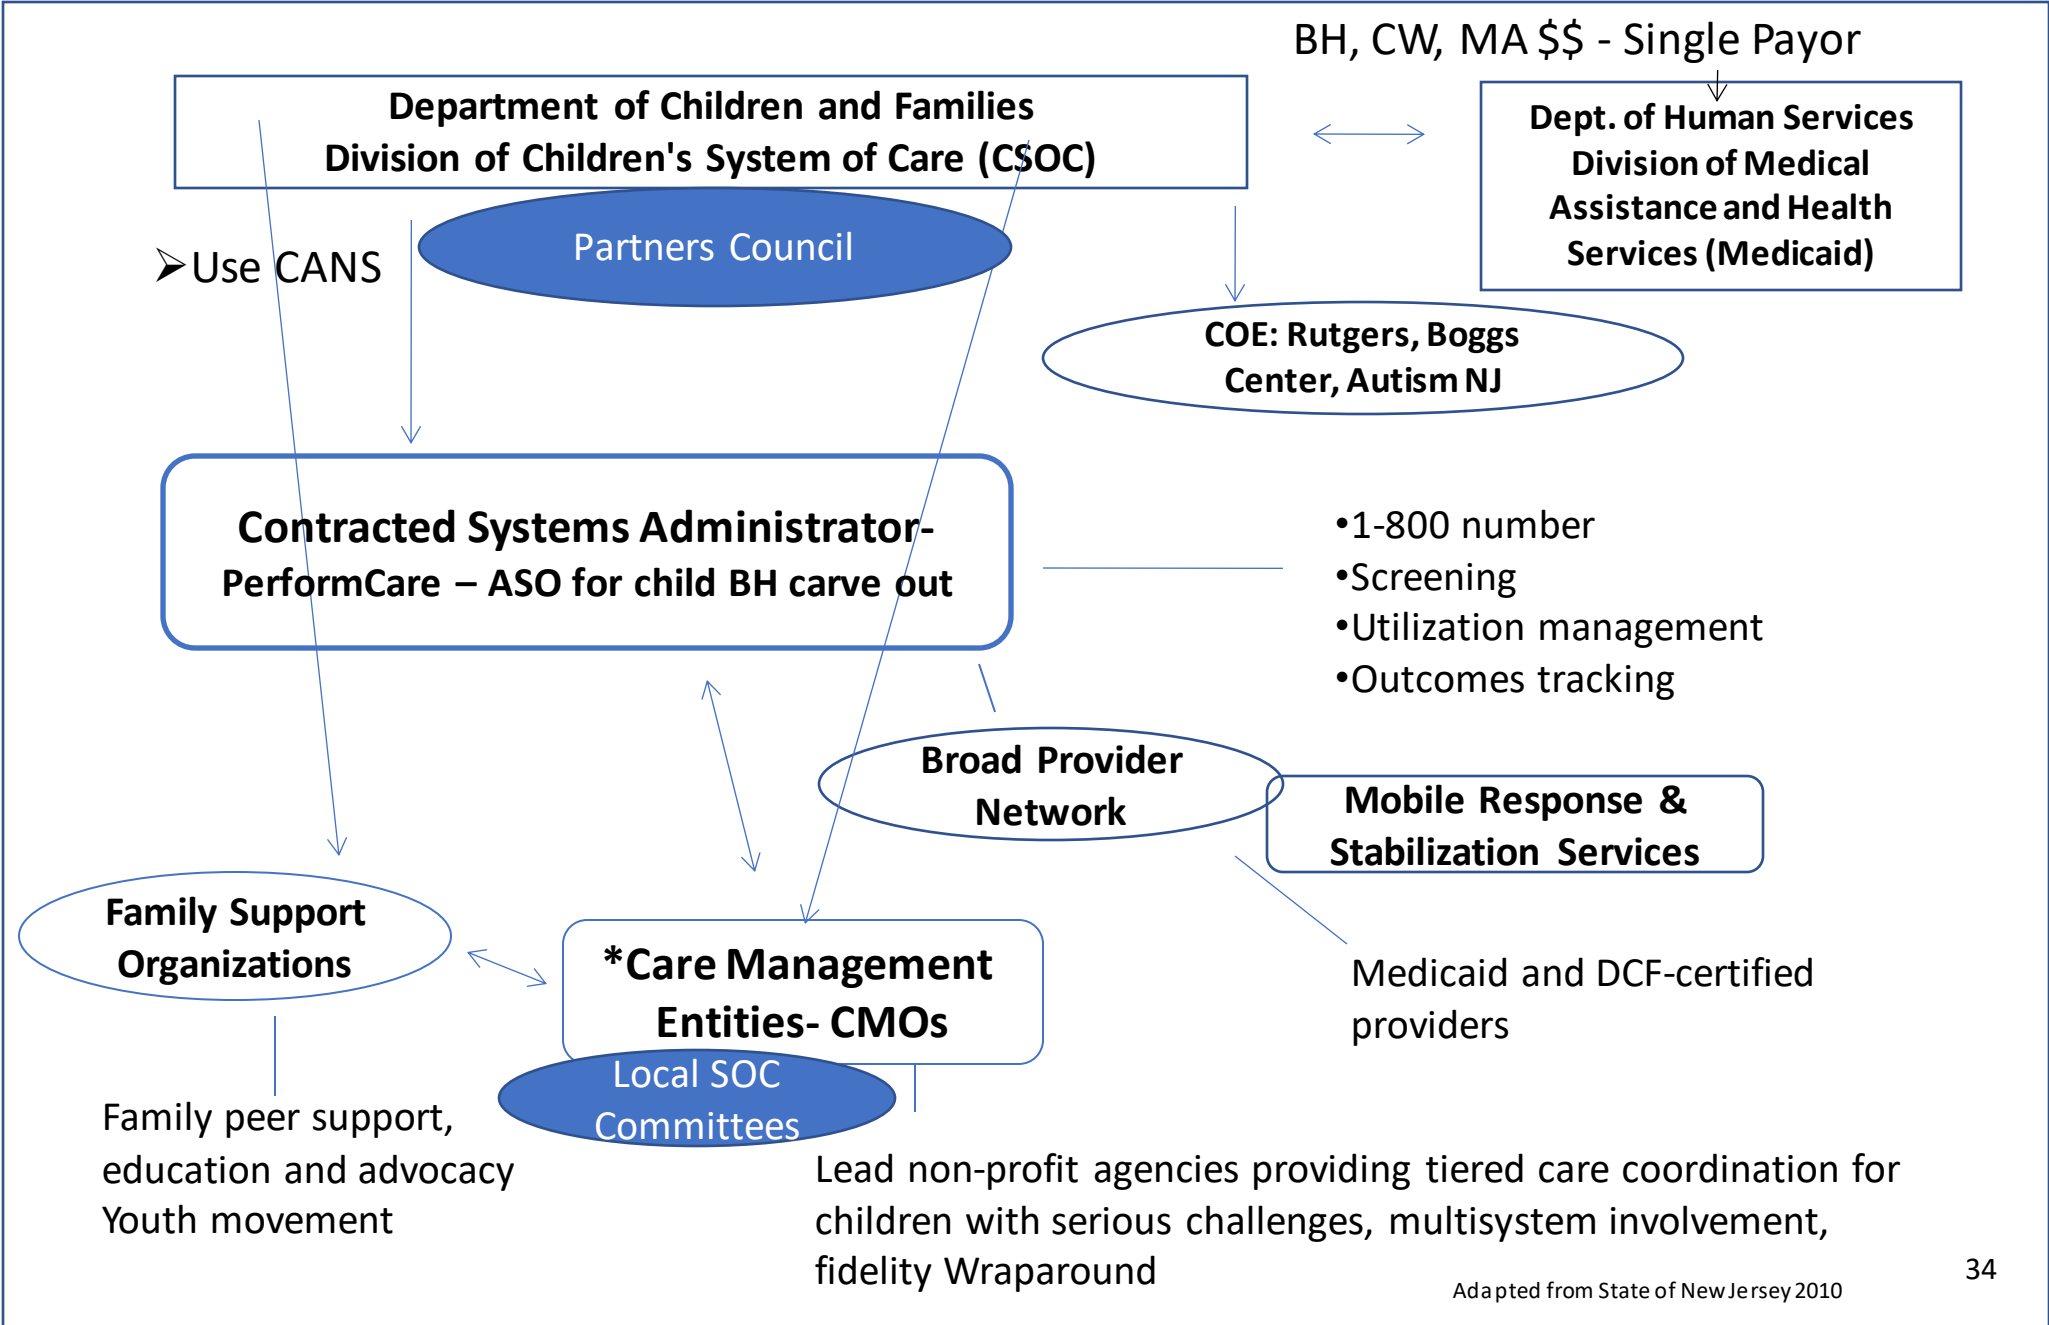 BH, CW, MA $$ - Single Payor
Department of Children and Families
Division of Children's System of Care (CSOC)
Dept. of Human Services
Division of Medical
Assistance and Health
Services (Medicaid)
Partners Council
➢Use CANS
COE: Rutgers, Boggs
Center, Autism NJ
Contracted Systems Administrator-
PerformCare – ASO for child BH carve out
•1-800 number
•Screening
•Utilization management
•Outcomes tracking
Broad Provider
Network
Mobile Response &
Stabilization Services
Family Support
Organizations
*Care Management
Entities- CMOs
Medicaid and DCF-certified
providers
Local SOC
Committees
Family peer support,
education and advocacy
Youth movement
Lead non-profit agencies providing tiered care coordination for
children with serious challenges, multisystem involvement,
fidelity Wraparound
Adapted from State of New Jersey 2010
34